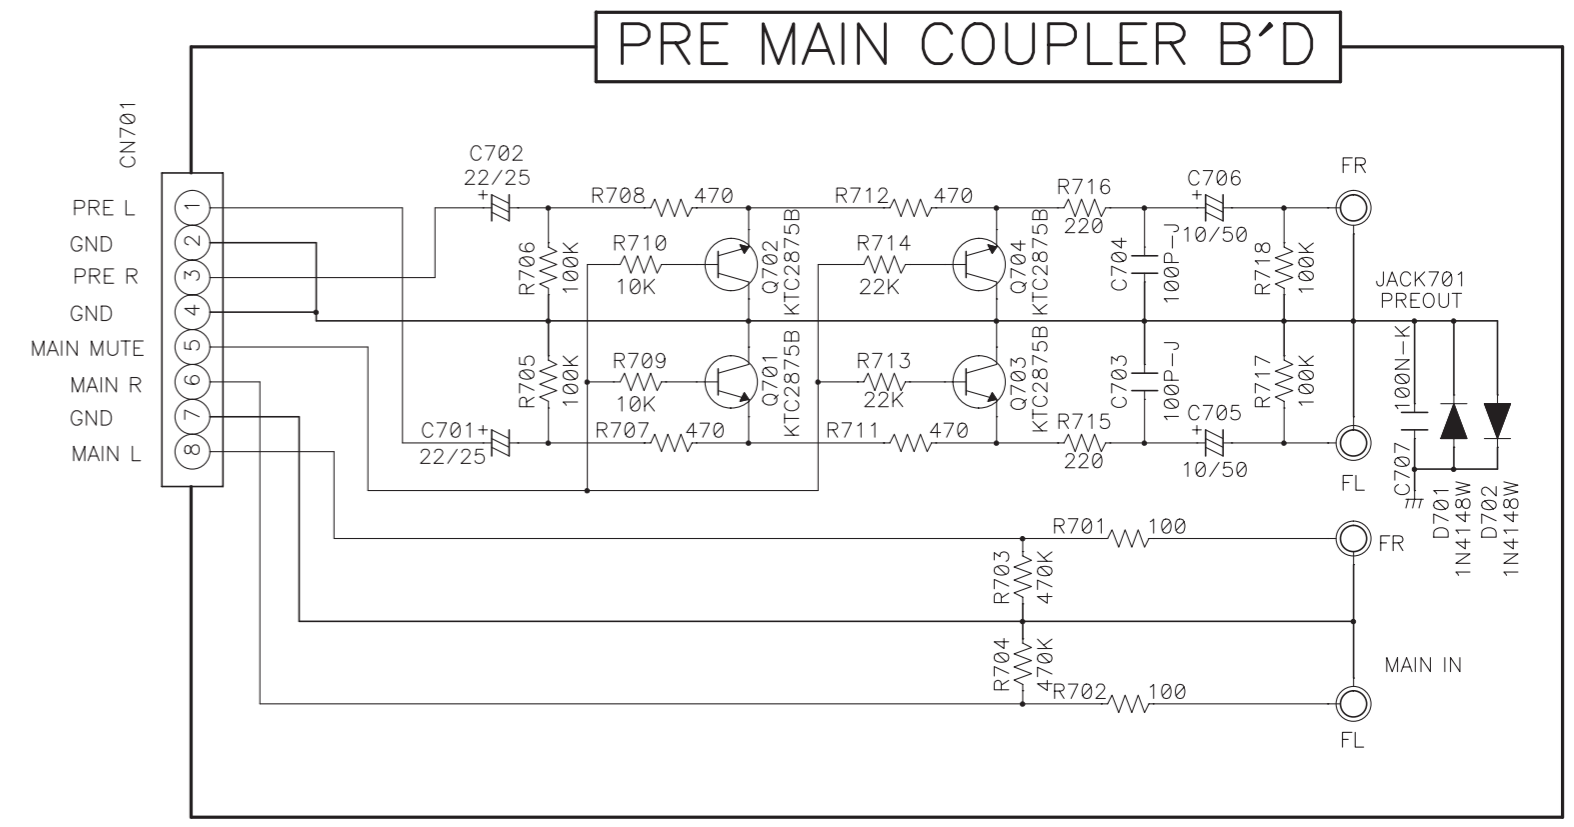 PRE MAIN COUPLER B'D
CN701
PRE L
1
GND
2
PRE R
3
GND
4
MAIN MUTE
5
MAIN R
6
GND
7
MAIN L
8
C702
22/25
+
R708 470
R712 470
R716
220
C706
+
10/50
FR
R706
100K
R710
10K
Q702
KTC2875B
R714
22K
Q704
KTC2875B
C704
100P-J
R718
100K
JACK701
PREOUT
R705
100K
R709
10K
Q701
KTC2875B
R713
22K
Q703
KTC2875B
C703
100P-J
R717
100K
C701
+
22/25
R707 470
R711 470
R715
220
C705
+
10/50
FL
C707
100N-K
D701
1N4148W
D702
1N4148W
R701 100
FR
R703
470K
R704
470K
MAIN IN
R702 100
FL